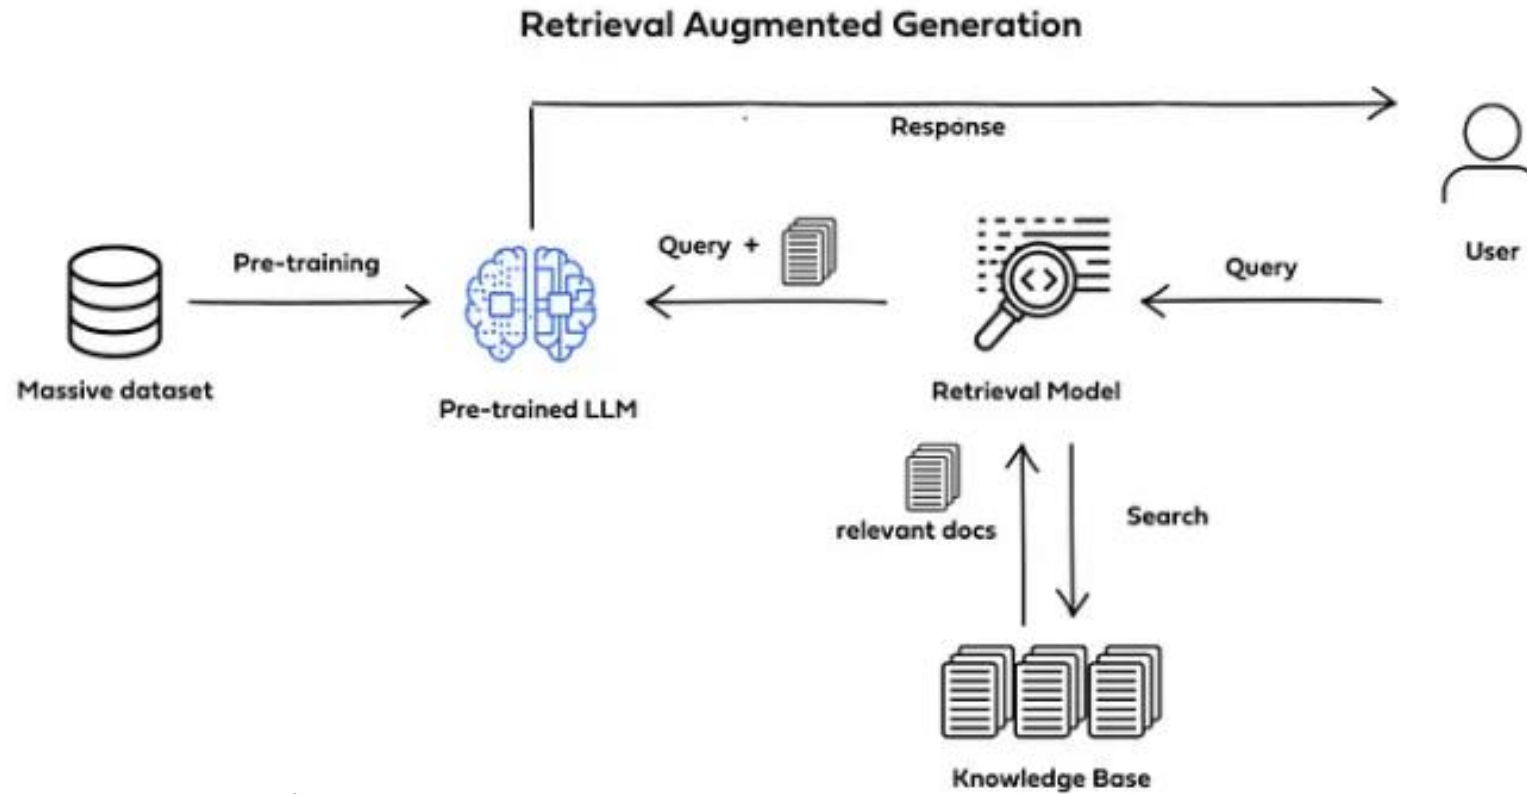 Retrieval Augmented Generation
Response
Pre-training
Query +
Query
User
Massive dataset
Pre-trained LLM
Retrieval Model
relevant docs
Search
Knowledge Base